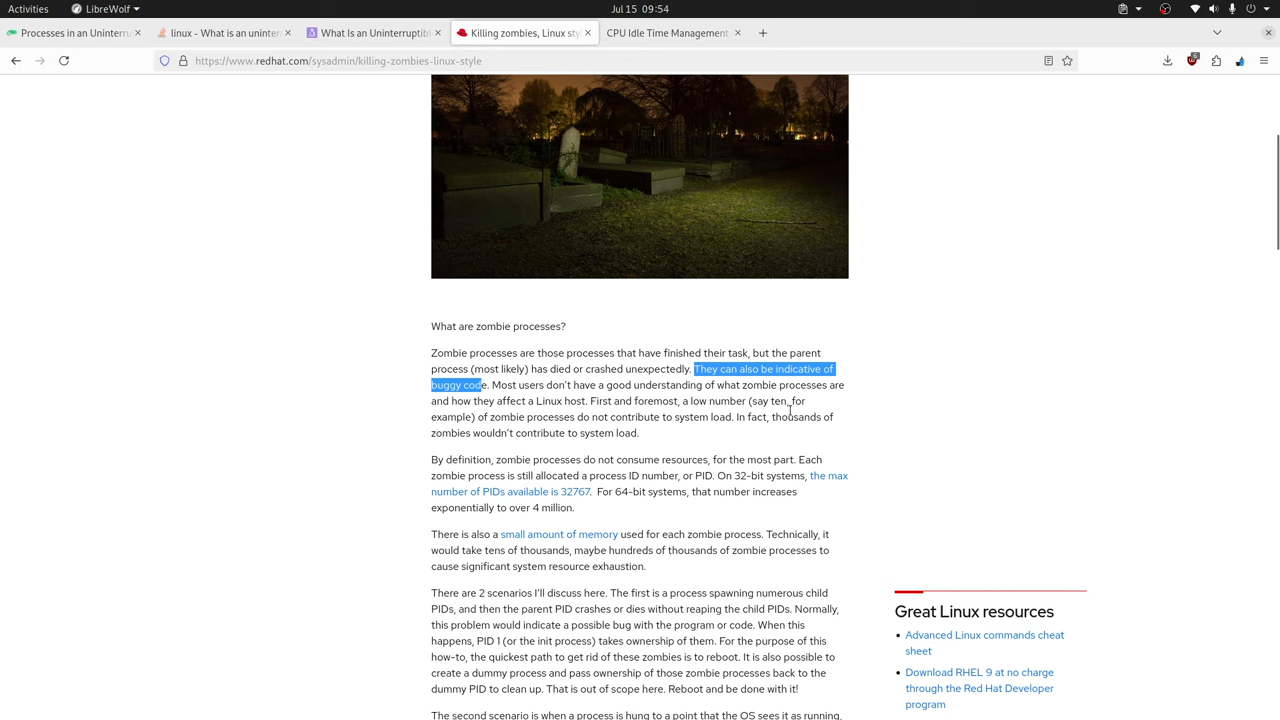 Activities
LibreWolf
Jul 15 09:54
Processes in an Uninterru
linux - What is an uninter
What Is an Uninterruptibl
Killing zombies, Linux sty
CPU Idle Time Management
https://www.redhat.com/sysadmin/killing-zombies-linux-style
6
What are zombie processes?
Zombie processes are those processes that have finished their task, but the parent
process (most likely) has died or crashed unexpectedly. They can also be indicative of
buggy code. Most users don’t have a good understanding of what zombie processes are
and how they affect a Linux host. First and foremost, a low number (say ten, for
example) of zombie processes do not contribute to system load. In fact, thousands of
zombies wouldn’t contribute to system load.
By definition, zombie processes do not consume resources, for the most part. Each
zombie process is still allocated a process ID number, or PID. On 32-bit systems, the max
number of PIDs available is 32767. For 64-bit systems, that number increases
exponentially to over 4 million.
There is also a small amount of memory used for each zombie process. Technically, it
would take tens of thousands, maybe hundreds of thousands of zombie processes to
cause significant system resource exhaustion.
There are 2 scenarios I’ll discuss here. The first is a process spawning numerous child
PIDs, and then the parent PID crashes or dies without reaping the child PIDs. Normally,
this problem would indicate a possible bug with the program or code. When this
happens, PID 1 (or the init process) takes ownership of them. For the purpose of this
how-to, the quickest path to get rid of these zombies is to reboot. It is also possible to
create a dummy process and pass ownership of those zombie processes back to the
dummy PID to clean up. That is out of scope here. Reboot and be done with it!
The second scenario is when a process is hung to a point that the OS sees it as running,
Great Linux resources
Advanced Linux commands cheat
sheet
Download RHEL 9 at no charge
through the Red Hat Developer
program